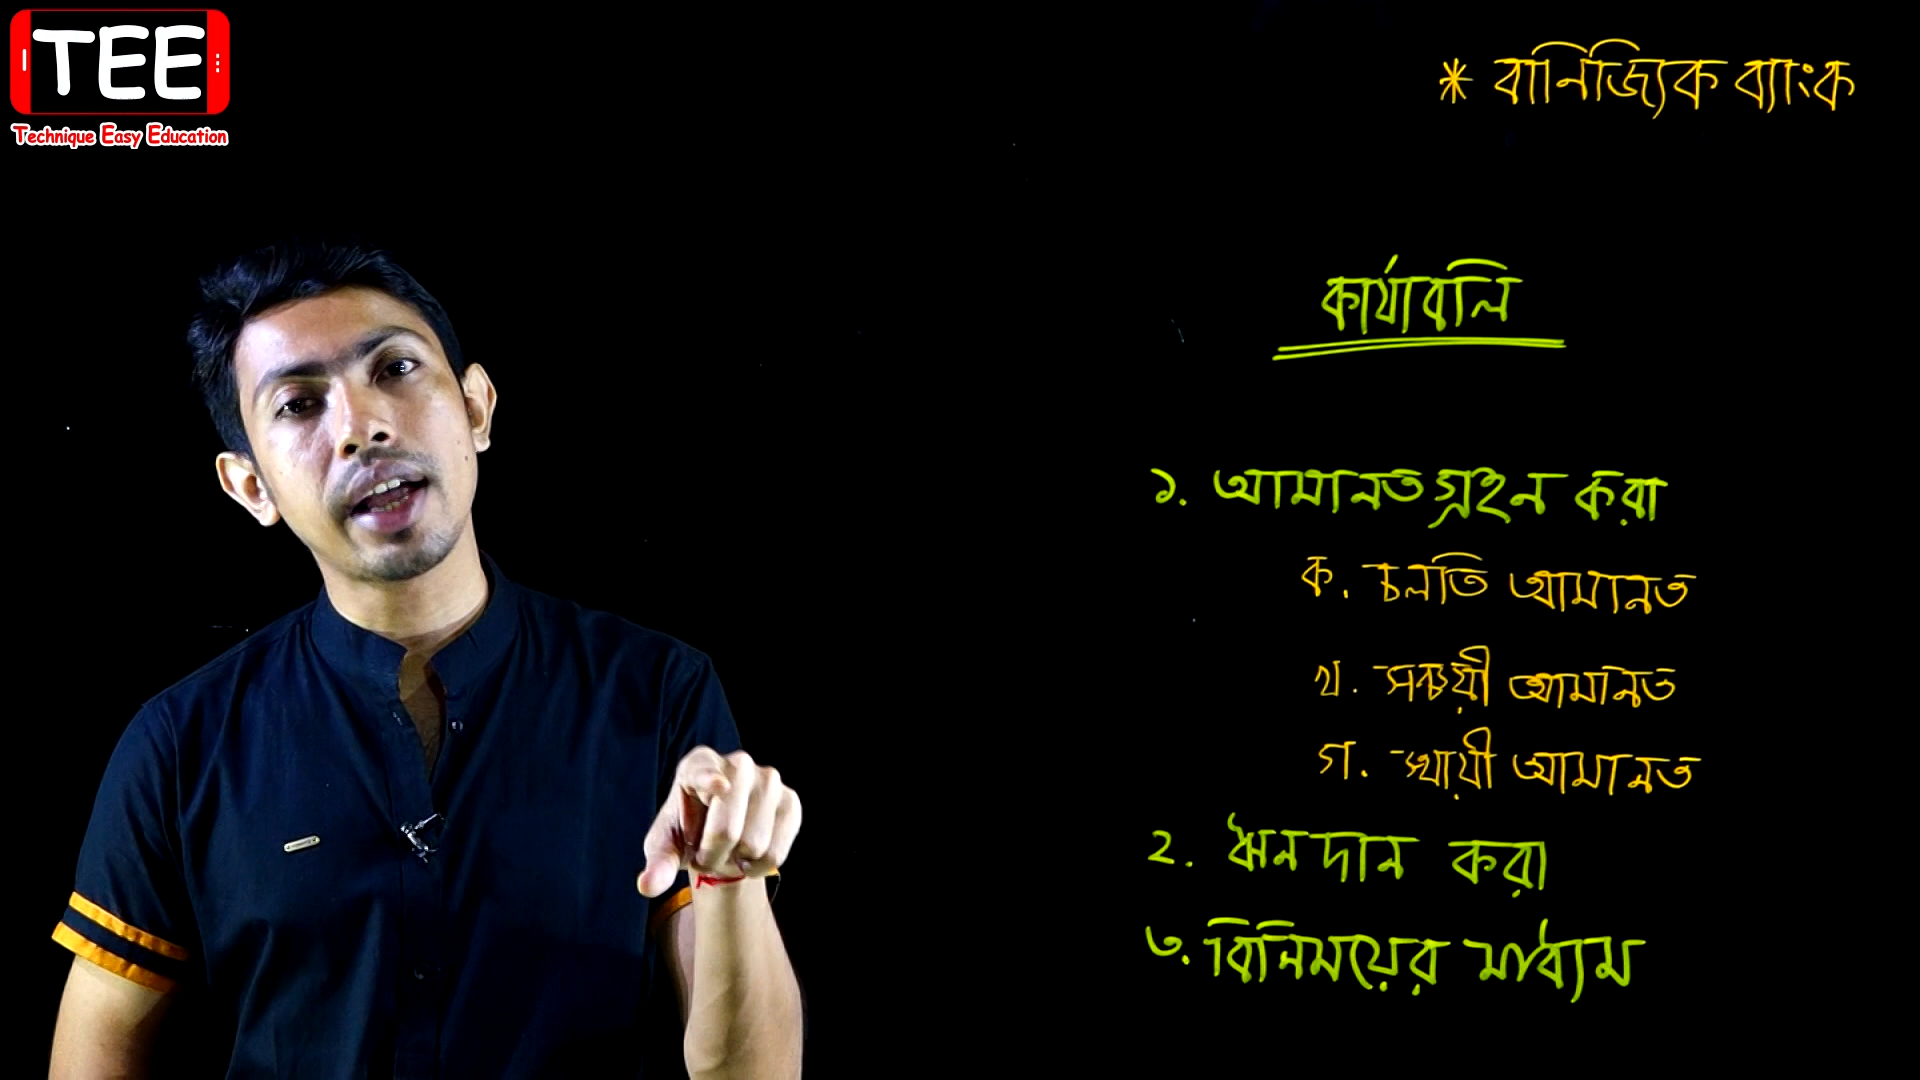 TEE
Technique Easy Education
* বানিজ্যিক ব্যাংক
কার্যাবলি
১. আমানত গ্রহন করা
ক. চলতি আমানত
খ. সঞ্চয়ী আমানত
গ. স্থায়ী আমানত
২. ঋন দান করা
৩. বিনিময়ের মাধ্যম